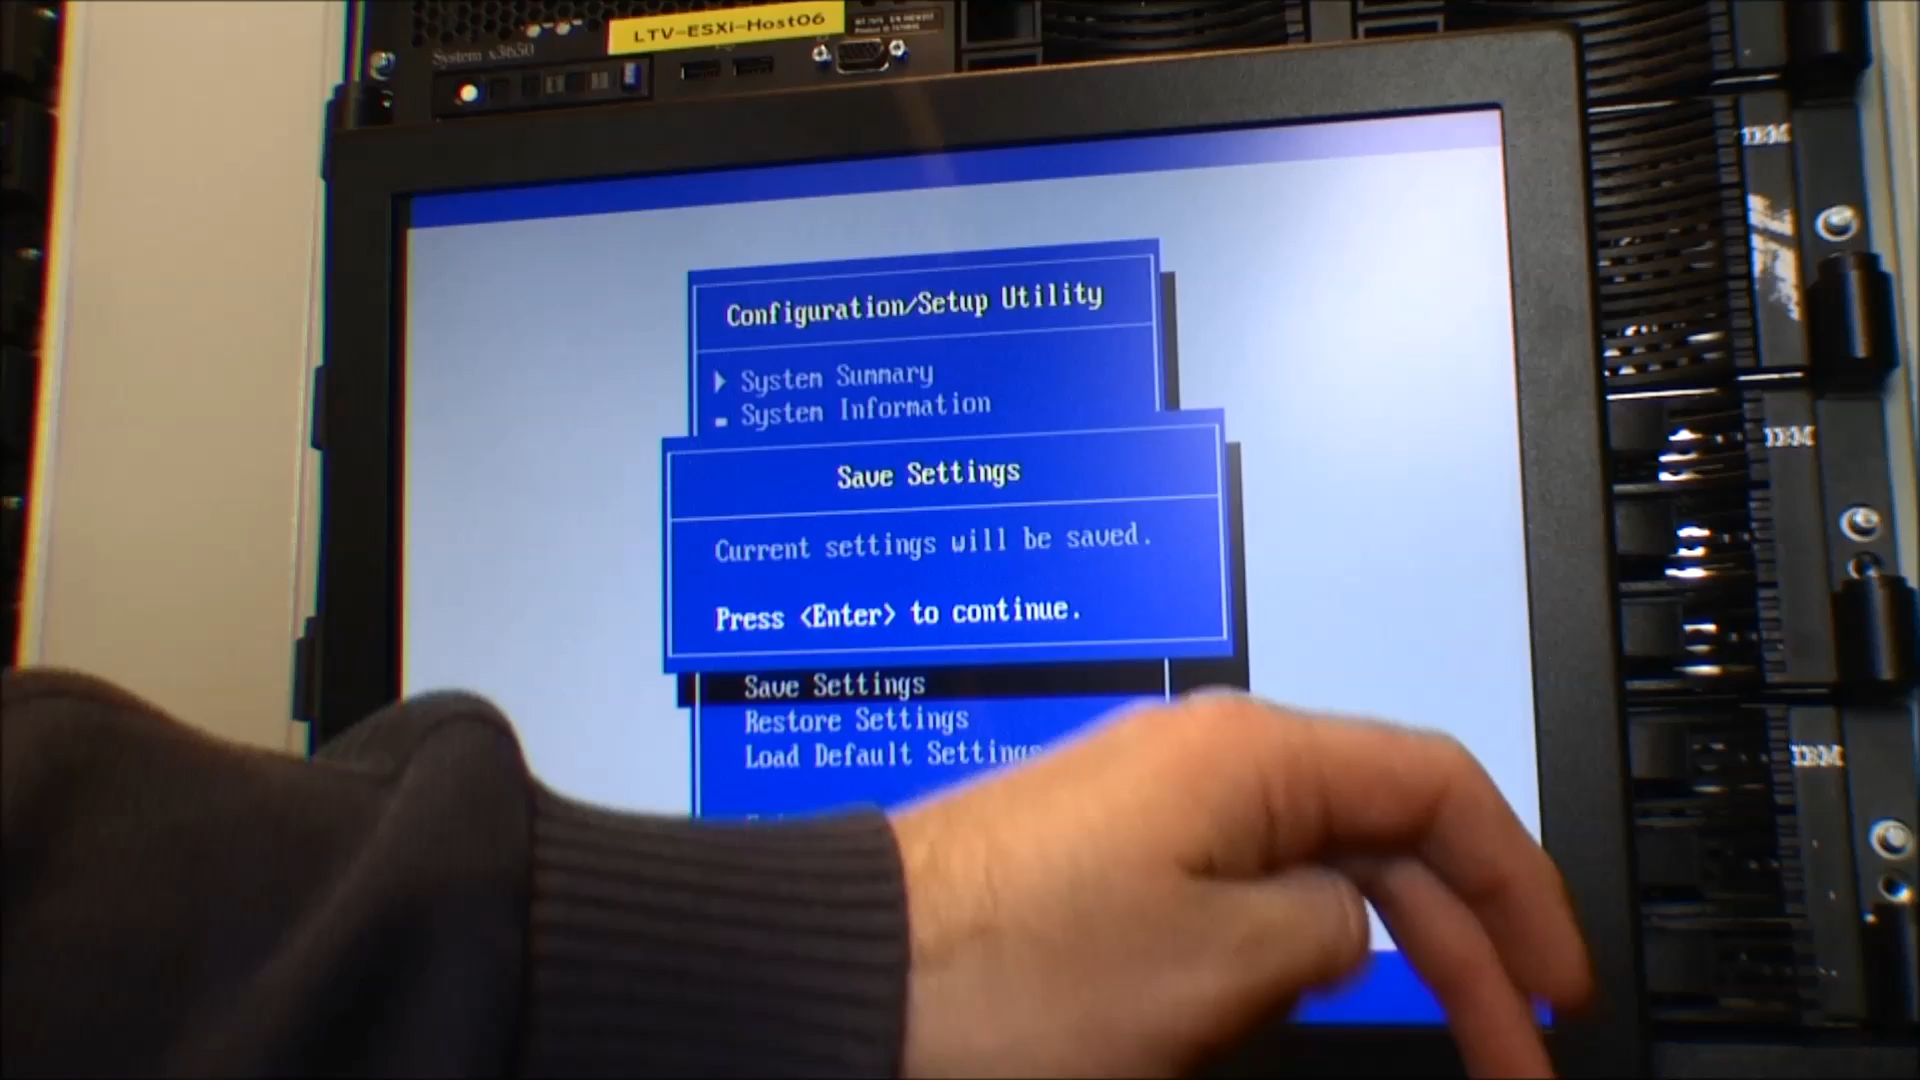 LTV-ESXi-Host06
System x3650
IBM
Configuration/Setup Utility
System Summary
System Information
IBM
Save Settings
Current settings will be saved.
Press <Enter> to continue.
Save Settings
Restore Settings
Load Default Settings
IBM